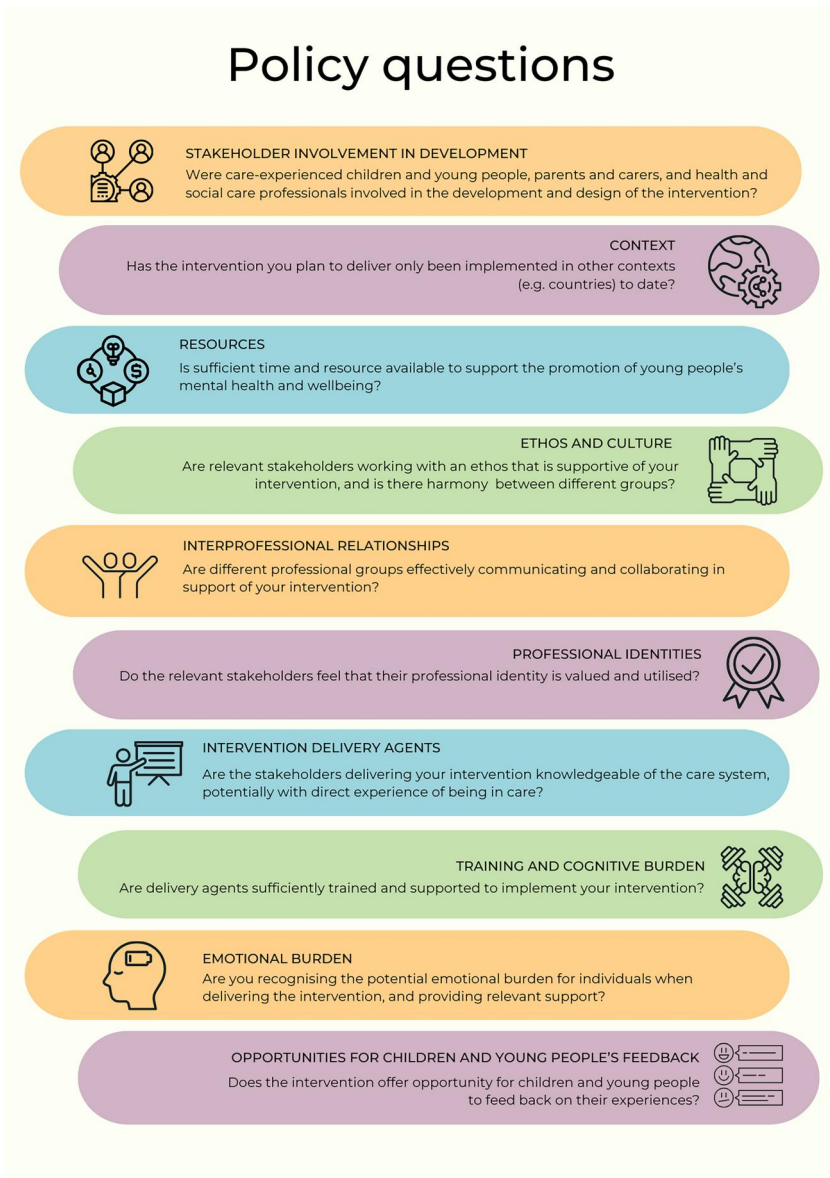 Policy questions
STAKEHOLDER INVOLVEMENT IN DEVELOPMENT
Were care-experienced children and young people, parents and carers, and health and
social care professionals involved in the development and design of the intervention?
CONTEXT
Has the intervention you plan to deliver only been implemented in other contexts
(e.g. countries) to date?
RESOURCES
Is sufficient time and resource available to support the promotion of young people's
mental health and wellbeing?
ETHOS AND CULTURE
Are relevant stakeholders working with an ethos that is supportive of your
intervention, and is there harmony between different groups?
INTERPROFESSIONAL RELATIONSHIPS
Are different professional groups effectively communicating and collaborating in
support of your intervention?
PROFESSIONAL IDENTITIES
Do the relevant stakeholders feel that their professional identity is valued and utilised?
INTERVENTION DELIVERY AGENTS
Are the stakeholders delivering your intervention knowledgeable of the care system,
potentially with direct experience of being in care?
TRAINING AND COGNITIVE BURDEN
Are delivery agents sufficiently trained and supported to implement your intervention?
EMOTIONAL BURDEN
Are you recognising the potential emotional burden for individuals when
delivering the intervention, and providing relevant support?
OPPORTUNITIES FOR CHILDREN AND YOUNG PEOPLE'S FEEDBACK
Does the intervention offer opportunity for children and young people
to feed back on their experiences?